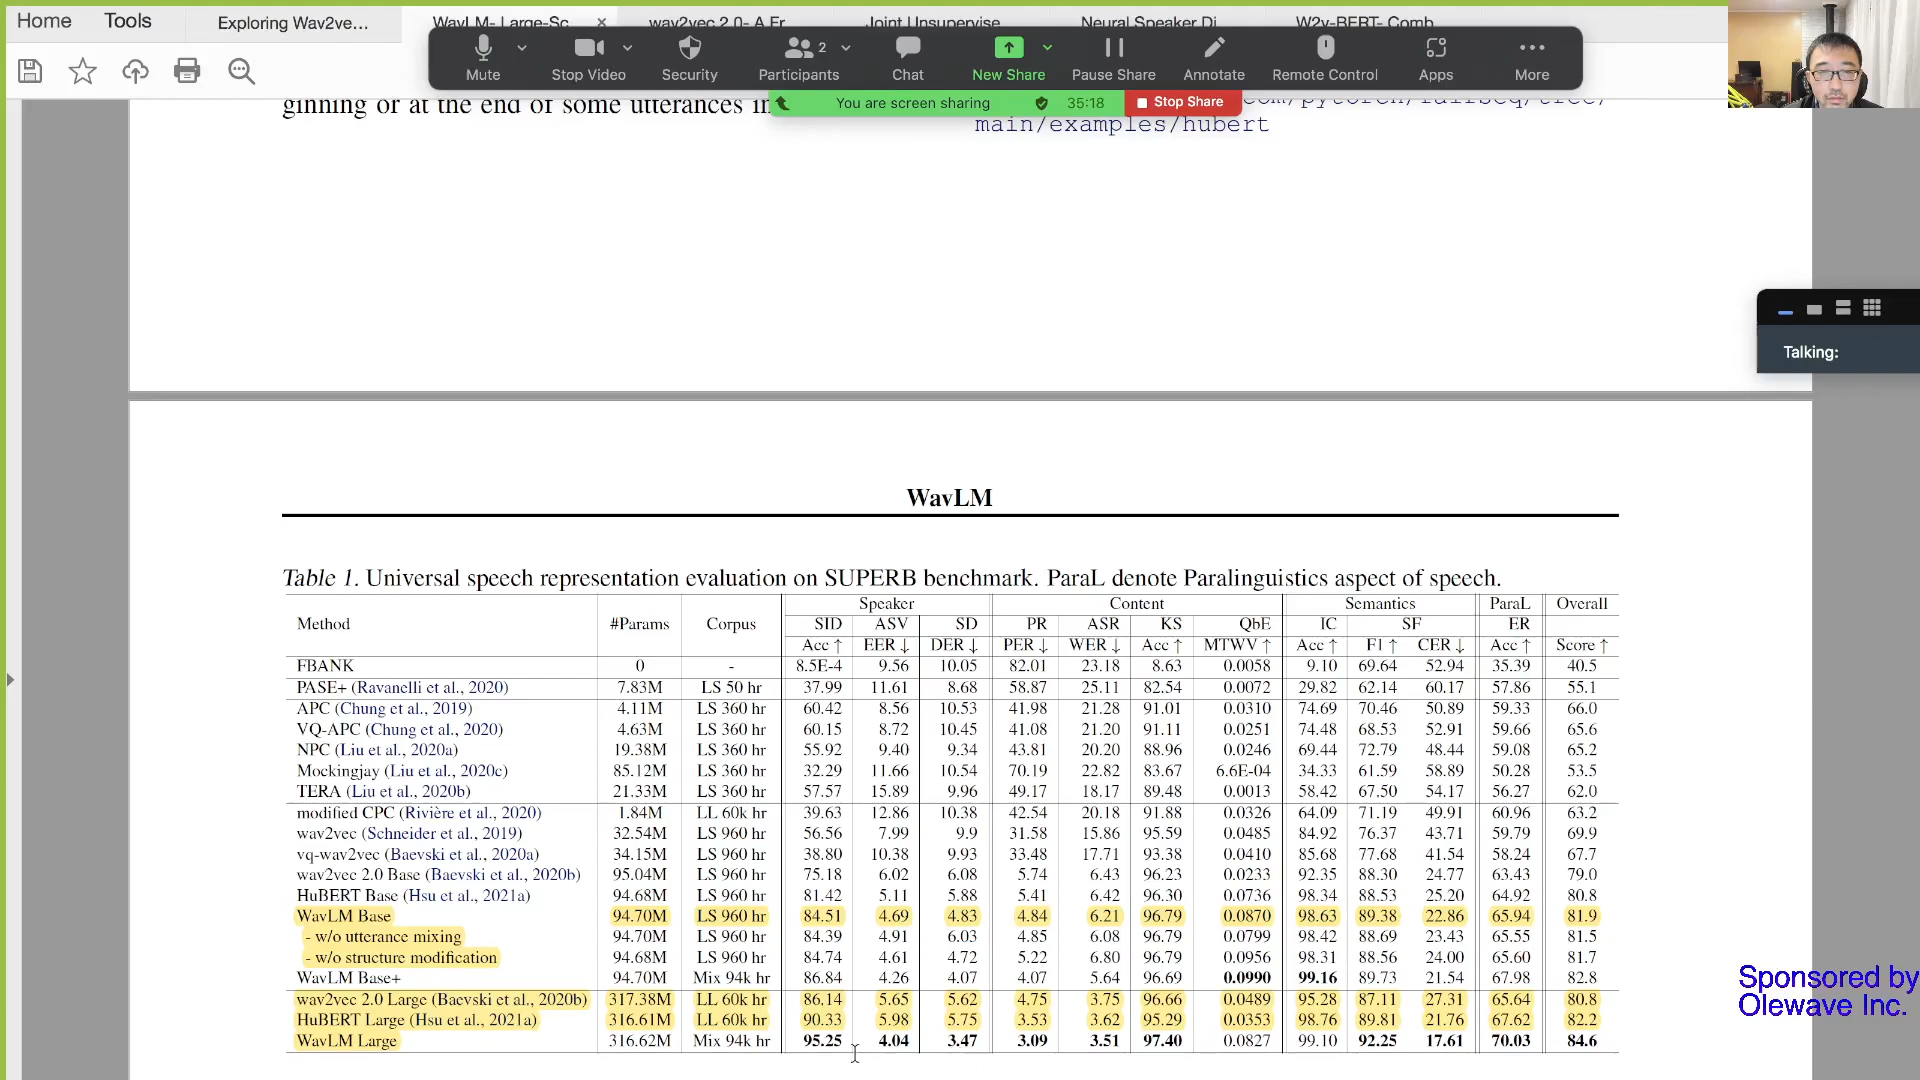 Home Tools Exploring Wav2ve... WavLM- Large-Sc × wav2vec 2.0- A Fr Joint Unsupervise Neural Speaker Di W2v-BERT- Comb
Mute Stop Video Security Participants 2 Chat New Share Pause Share Annotate Remote Control Apps More
You are screen sharing 35:18 Stop Share
ginning or at the end of some utterances in
main/examples/hubert
Talking:
WavLM
Table 1. Universal speech representation evaluation on SUPERB benchmark. ParaL denote Paralinguistics aspect of speech.
Speaker Content Semantics ParaL Overall
Method #Params Corpus SID ASV SD PR ASR KS QbE IC SF ER
Acc ↑ EER ↓ DER ↓ PER ↓ WER ↓ Acc ↑ MTWV ↑ Acc ↑ F1 ↑ CER ↓ Acc ↑ Score ↑
FBANK 0 - 8.5E-4 9.56 10.05 82.01 23.18 8.63 0.0058 9.10 69.64 52.94 35.39 40.5
PASE+ (Ravanelli et al., 2020) 7.83M LS 50 hr 37.99 11.61 8.68 58.87 25.11 82.54 0.0072 29.82 62.14 60.17 57.86 55.1
APC (Chung et al., 2019) 4.11M LS 360 hr 60.42 8.56 10.53 41.98 21.28 91.01 0.0310 74.69 70.46 50.89 59.33 66.0
VQ-APC (Chung et al., 2020) 4.63M LS 360 hr 60.15 8.72 10.45 41.08 21.20 91.11 0.0251 74.48 68.53 52.91 59.66 65.6
NPC (Liu et al., 2020a) 19.38M LS 360 hr 55.92 9.40 9.34 43.81 20.20 88.96 0.0246 69.44 72.79 48.44 59.08 65.2
Mockingjay (Liu et al., 2020c) 85.12M LS 360 hr 32.29 11.66 10.54 70.19 22.82 83.67 6.6E-04 34.33 61.59 58.89 50.28 53.5
TERA (Liu et al., 2020b) 21.33M LS 360 hr 57.57 15.89 9.96 49.17 18.17 89.48 0.0013 58.42 67.50 54.17 56.27 62.0
modified CPC (Rivière et al., 2020) 1.84M LL 60k hr 39.63 12.86 10.38 42.54 20.18 91.88 0.0326 64.09 71.19 49.91 60.96 63.2
wav2vec (Schneider et al., 2019) 32.54M LS 960 hr 56.56 7.99 9.9 31.58 15.86 95.59 0.0485 84.92 76.37 43.71 59.79 69.9
vq-wav2vec (Baevski et al., 2020a) 34.15M LS 960 hr 38.80 10.38 9.93 33.48 17.71 93.38 0.0410 85.68 77.68 41.54 58.24 67.7
wav2vec 2.0 Base (Baevski et al., 2020b) 95.04M LS 960 hr 75.18 6.02 6.08 5.74 6.43 96.23 0.0233 92.35 88.30 24.77 63.43 79.0
HuBERT Base (Hsu et al., 2021a) 94.68M LS 960 hr 81.42 5.11 5.88 5.41 6.42 96.30 0.0736 98.34 88.53 25.20 64.92 80.8
WavLM Base 94.70M LS 960 hr 84.51 4.69 4.83 4.84 6.21 96.79 0.0870 98.63 89.38 22.86 65.94 81.9
- w/o utterance mixing 94.70M LS 960 hr 84.39 4.91 6.03 4.85 6.08 96.79 0.0799 98.42 88.69 23.43 65.55 81.5
- w/o structure modification 94.68M LS 960 hr 84.74 4.61 4.72 5.22 6.80 96.79 0.0956 98.31 88.56 24.00 65.60 81.7
WavLM Base+ 94.70M Mix 94k hr 86.84 4.26 4.07 4.07 5.64 96.69 0.0990 99.16 89.73 21.54 67.98 82.8
wav2vec 2.0 Large (Baevski et al., 2020b) 317.38M LL 60k hr 86.14 5.65 5.62 4.75 3.75 96.66 0.0489 95.28 87.11 27.31 65.64 80.8
HuBERT Large (Hsu et al., 2021a) 316.61M LL 60k hr 90.33 5.98 5.75 3.53 3.62 95.29 0.0353 98.76 89.81 21.76 67.62 82.2
WavLM Large 316.62M Mix 94k hr 95.25 4.04 3.47 3.09 3.51 97.40 0.0827 99.10 92.25 17.61 70.03 84.6
Sponsored by
Olewave Inc.